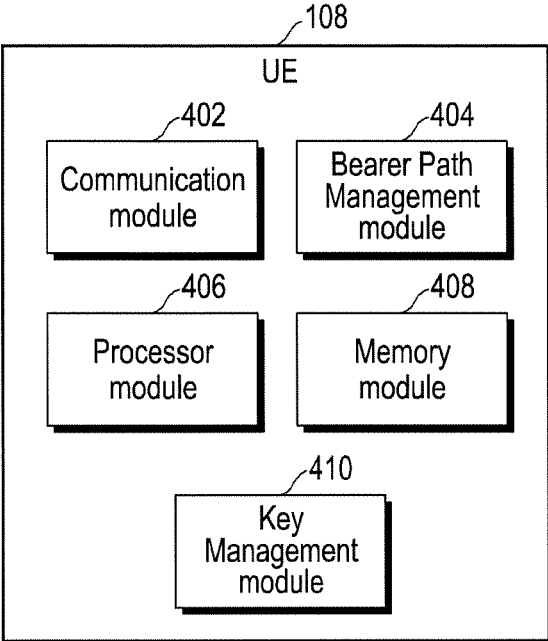 108
UE
402
Communication
module
404
Bearer Path
Management
module
406
Processor
module
408
Memory
module
410
Key
Management
module